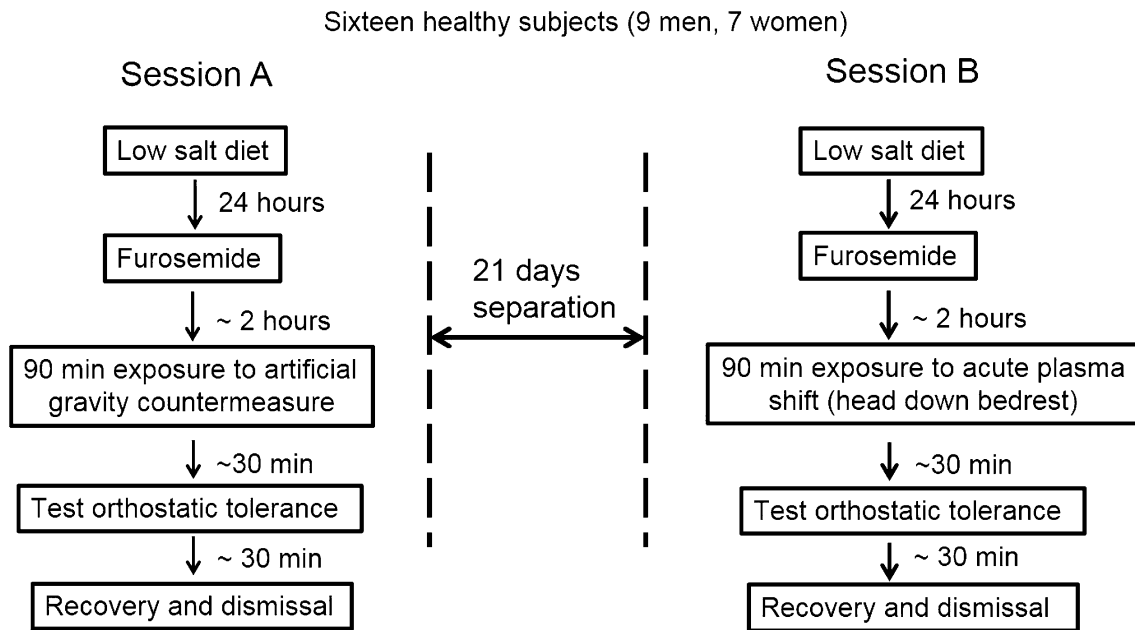 Sixteen healthy subjects (9 men, 7 women)
Session A
Low salt diet
24 hours
Furosemide
~ 2 hours
90 min exposure to artificial
gravity countermeasure
~30 min
Test orthostatic tolerance
~ 30 min
Recovery and dismissal
21 days
separation
Session B
Low salt diet
24 hours
Furosemide
~ 2 hours
90 min exposure to acute plasma
shift (head down bedrest)
~30 min
Test orthostatic tolerance
~ 30 min
Recovery and dismissal